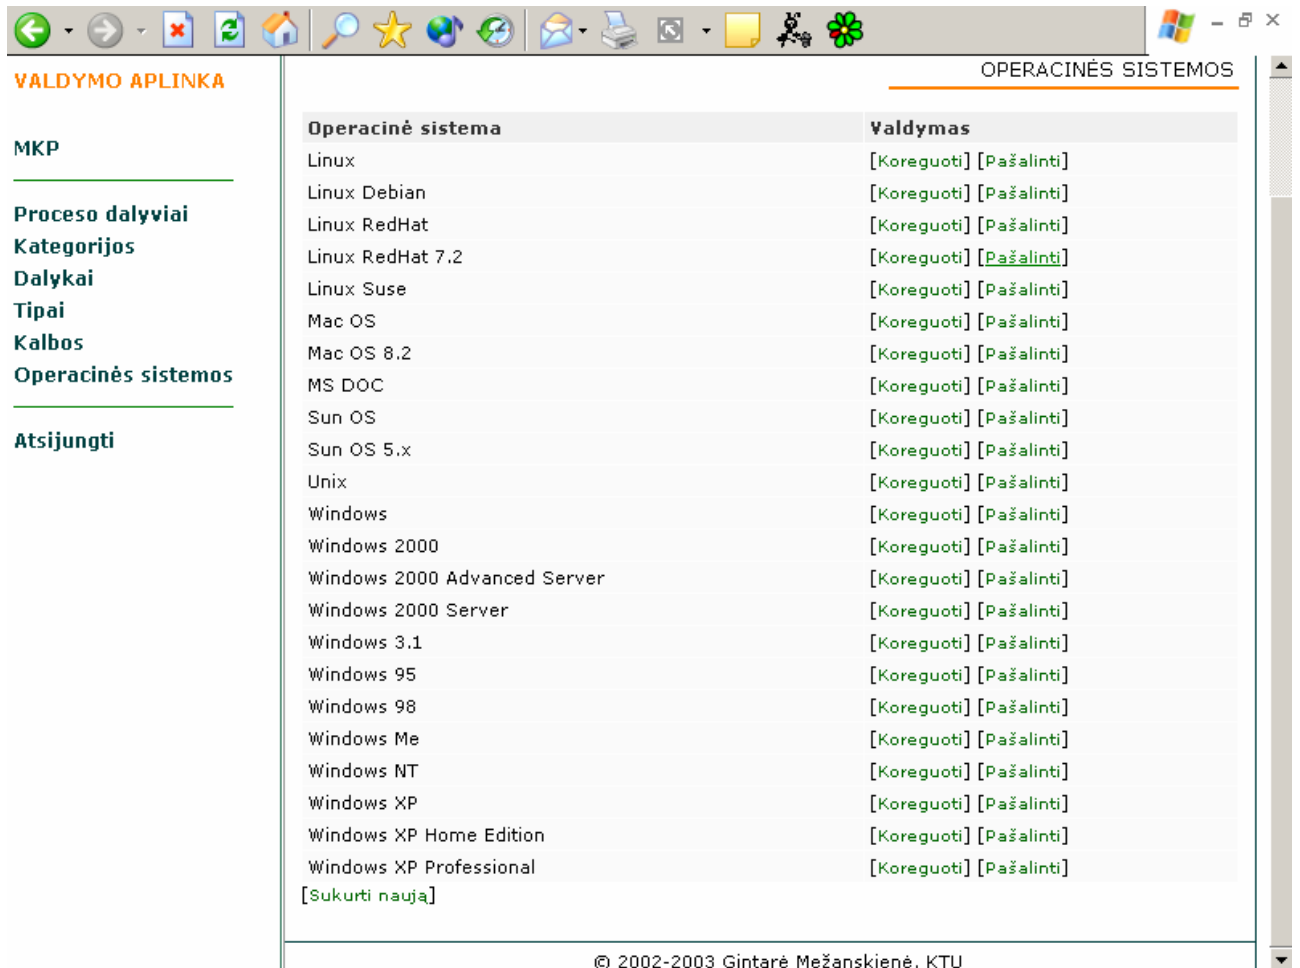 VALDYMO APLINKA
MKP
Proceso dalyviai
Kategorijos
Dalykai
Tipai
Kalbos
Operacinės sistemos
Atsijungti
OPERACINĖS SISTEMOS
Operacinė sistema Valdymas
Linux [Koreguoti] [Pašalinti]
Linux Debian [Koreguoti] [Pašalinti]
Linux RedHat [Koreguoti] [Pašalinti]
Linux RedHat 7.2 [Koreguoti] [Pašalinti]
Linux Suse [Koreguoti] [Pašalinti]
Mac OS [Koreguoti] [Pašalinti]
Mac OS 8.2 [Koreguoti] [Pašalinti]
MS DOC [Koreguoti] [Pašalinti]
Sun OS [Koreguoti] [Pašalinti]
Sun OS 5.x [Koreguoti] [Pašalinti]
Unix [Koreguoti] [Pašalinti]
Windows [Koreguoti] [Pašalinti]
Windows 2000 [Koreguoti] [Pašalinti]
Windows 2000 Advanced Server [Koreguoti] [Pašalinti]
Windows 2000 Server [Koreguoti] [Pašalinti]
Windows 3.1 [Koreguoti] [Pašalinti]
Windows 95 [Koreguoti] [Pašalinti]
Windows 98 [Koreguoti] [Pašalinti]
Windows Me [Koreguoti] [Pašalinti]
Windows NT [Koreguoti] [Pašalinti]
Windows XP [Koreguoti] [Pašalinti]
Windows XP Home Edition [Koreguoti] [Pašalinti]
Windows XP Professional [Koreguoti] [Pašalinti]
[Sukurti naują]
© 2002-2003 Gintarė Mežanskienė, KTU